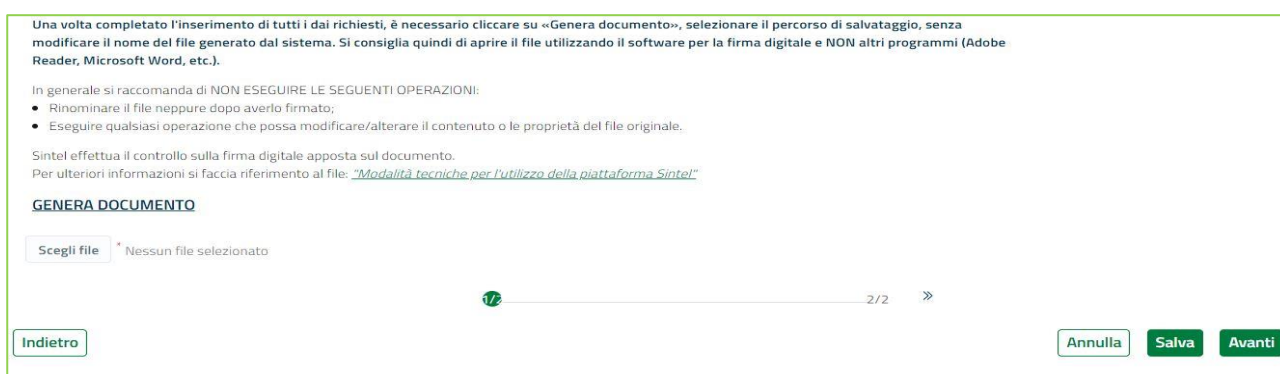 Una volta completato l'inserimento di tutti i dai richiesti, è necessario cliccare su «Genera documento», selezionare il percorso di salvataggio, senza
modificare il nome del file generato dal sistema. Si consiglia quindi di aprire il file utilizzando il software per la firma digitale e NON altri programmi (Adobe
Reader, Microsoft Word, etc.).
In generale si raccomanda di NON ESEGUIRE LE SEGUENTI OPERAZIONI:
• Rinominare il file neppure dopo averlo firmato;
• Eseguire qualsiasi operazione che possa modificare/alterare il contenuto o le proprietà del file originale.
Sintel effettua il controllo sulla firma digitale apposta sul documento.
Per ulteriori informazioni si faccia riferimento al file: "Modalità tecniche per l'utilizzo della piattaforma Sintel"
GENERA DOCUMENTO
Scegli file * Nessun file selezionato
1/2 2/2 »
Indietro Annulla Salva Avanti